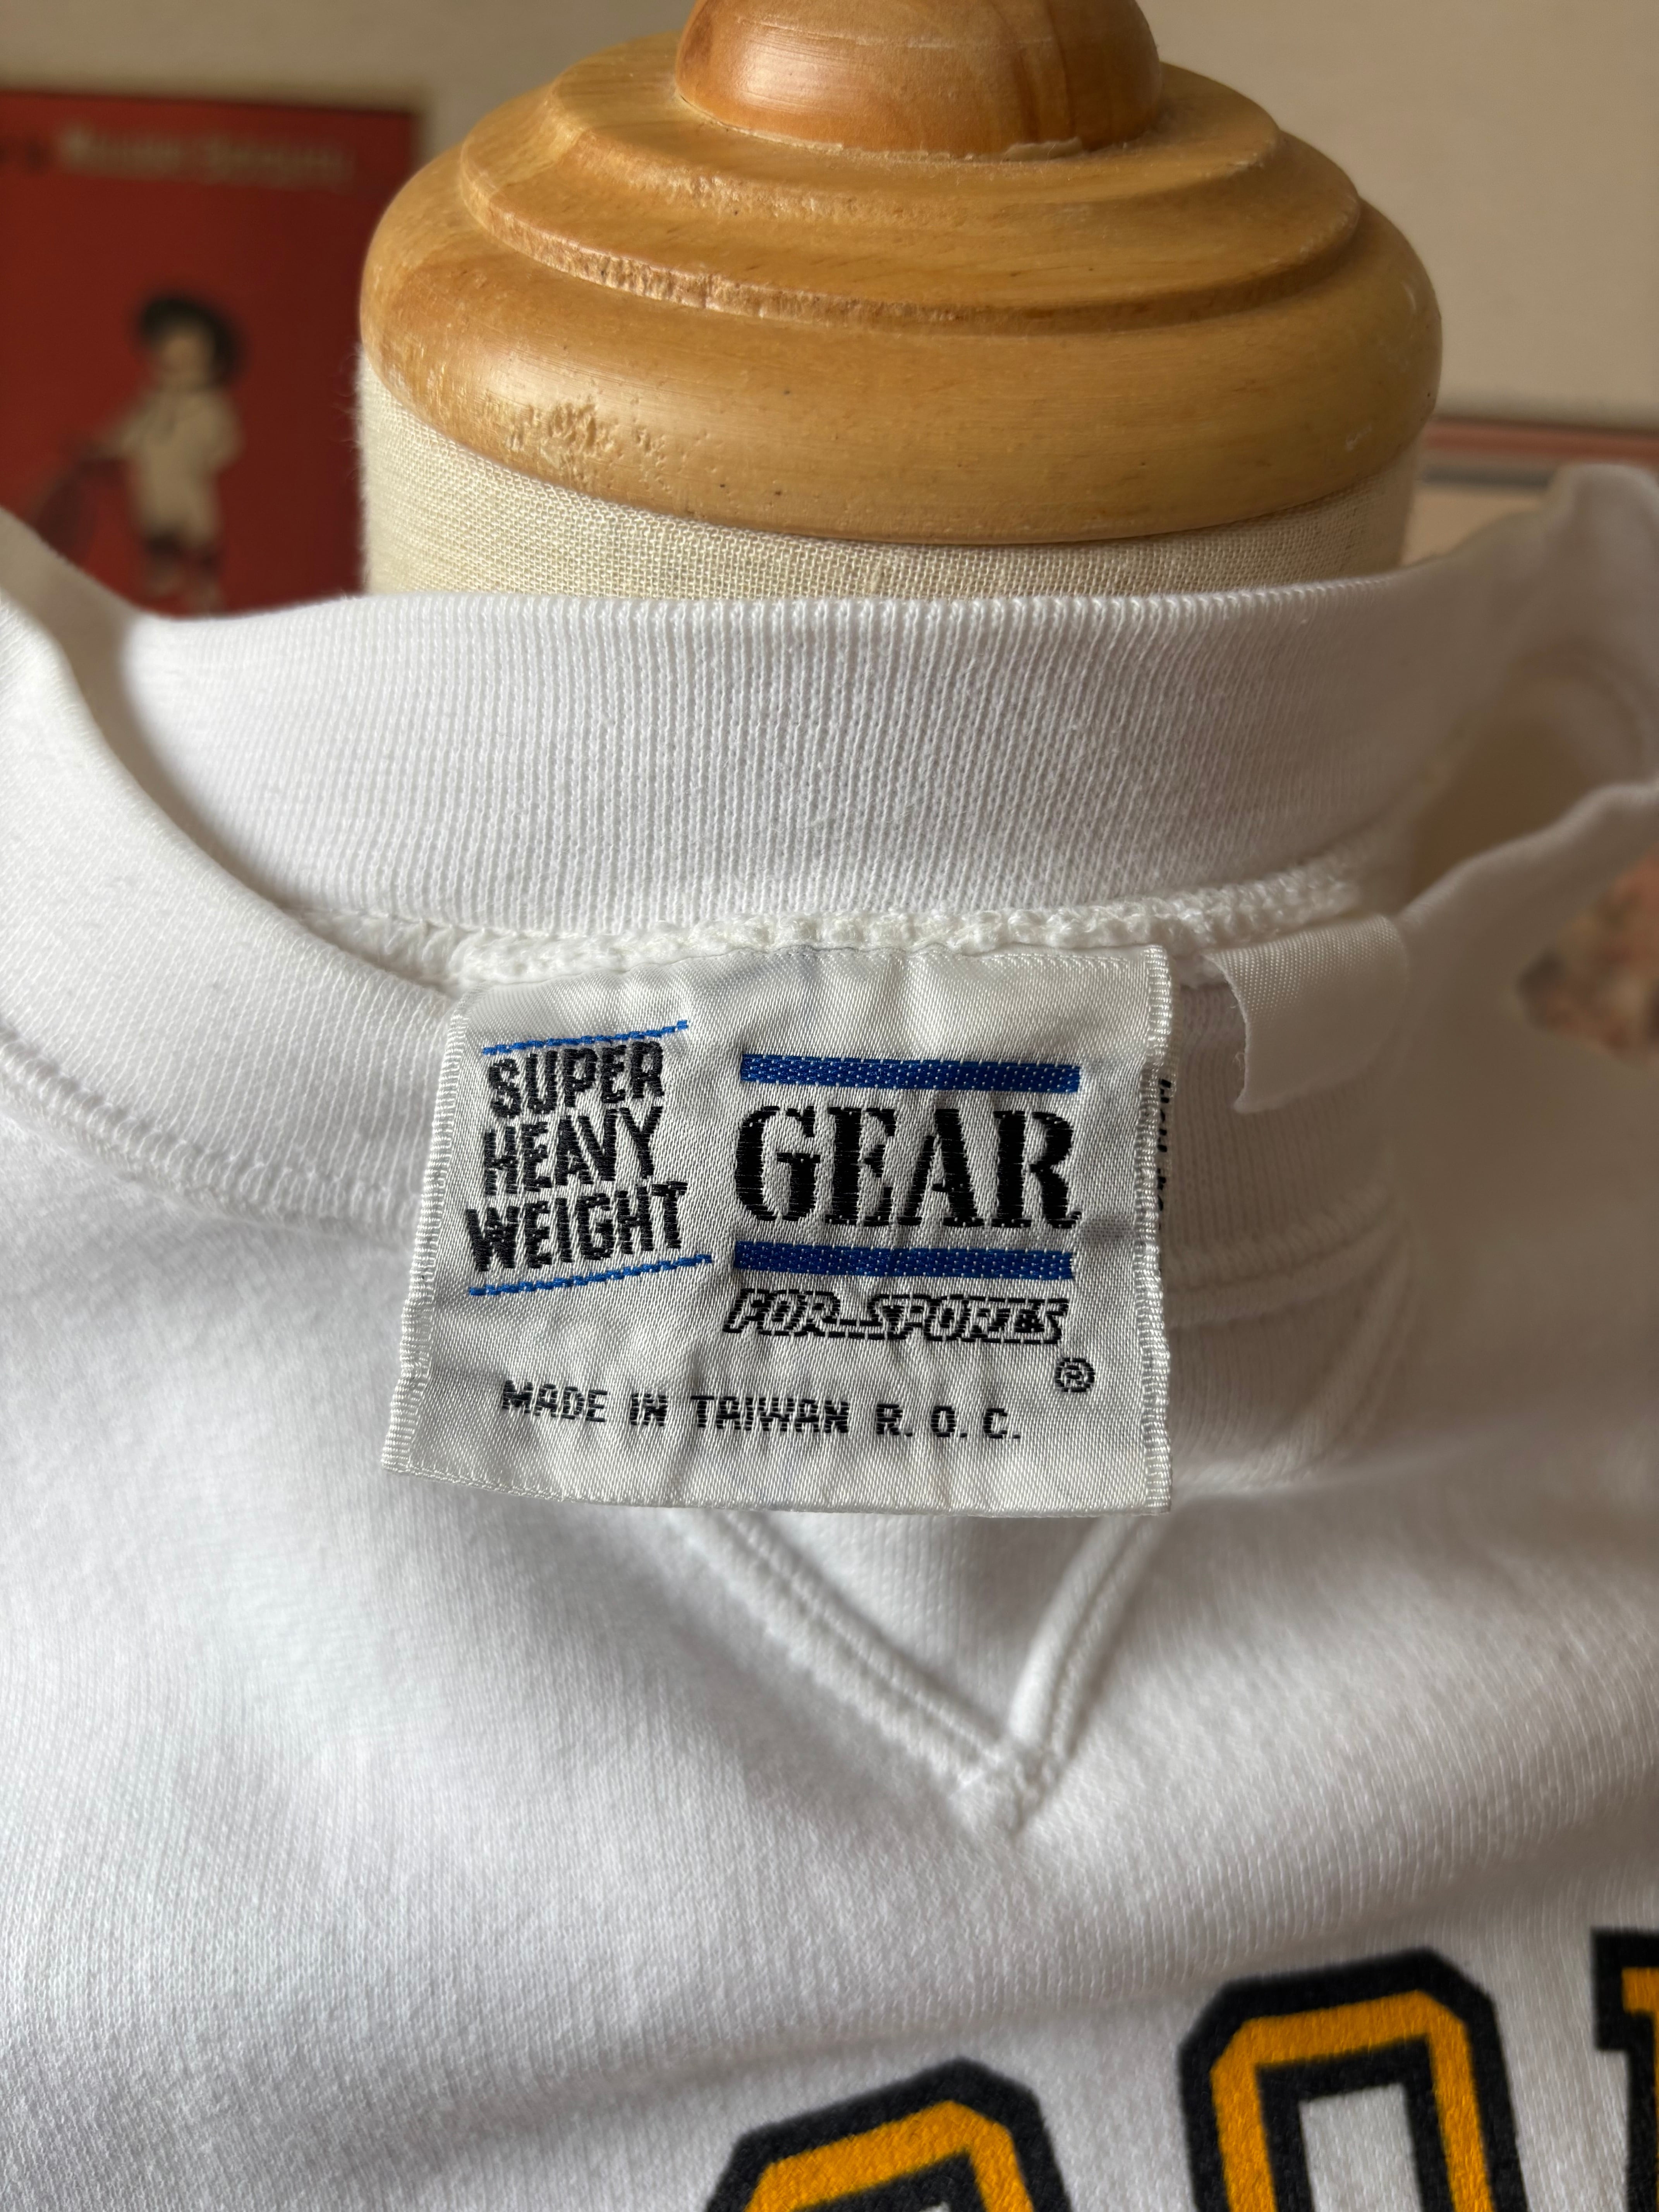 SUPER
HEAVY
WEIGHT
GEAR
FOR SPORTS
®
MADE IN TAIWAN R. O. C.